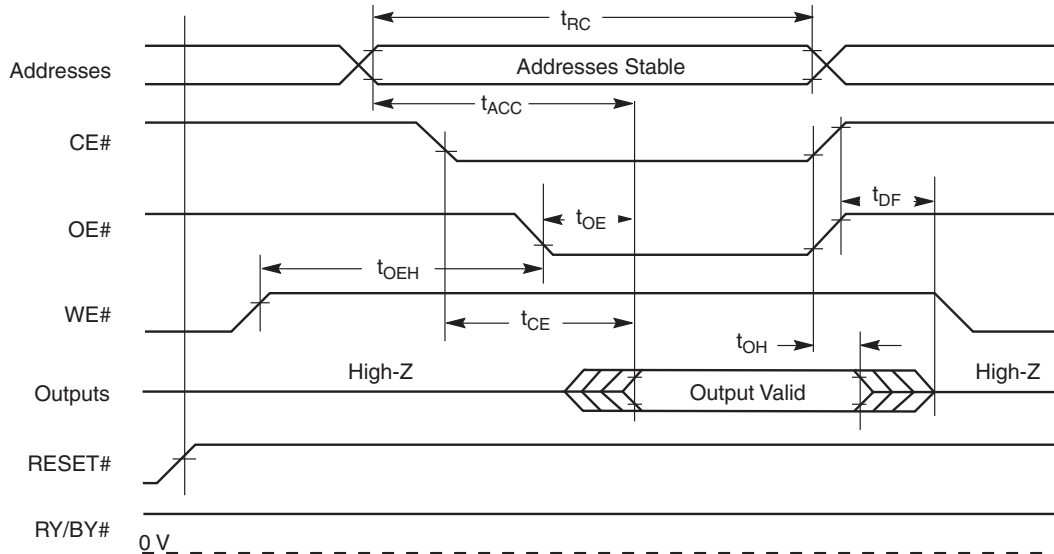 tRC
Addresses
Addresses Stable
tACC
CE#
tDF
OE#
tOE
tOEH
WE#
tCE
tOH
High-Z
High-Z
Outputs
Output Valid
RESET#
RY/BY#
0 V